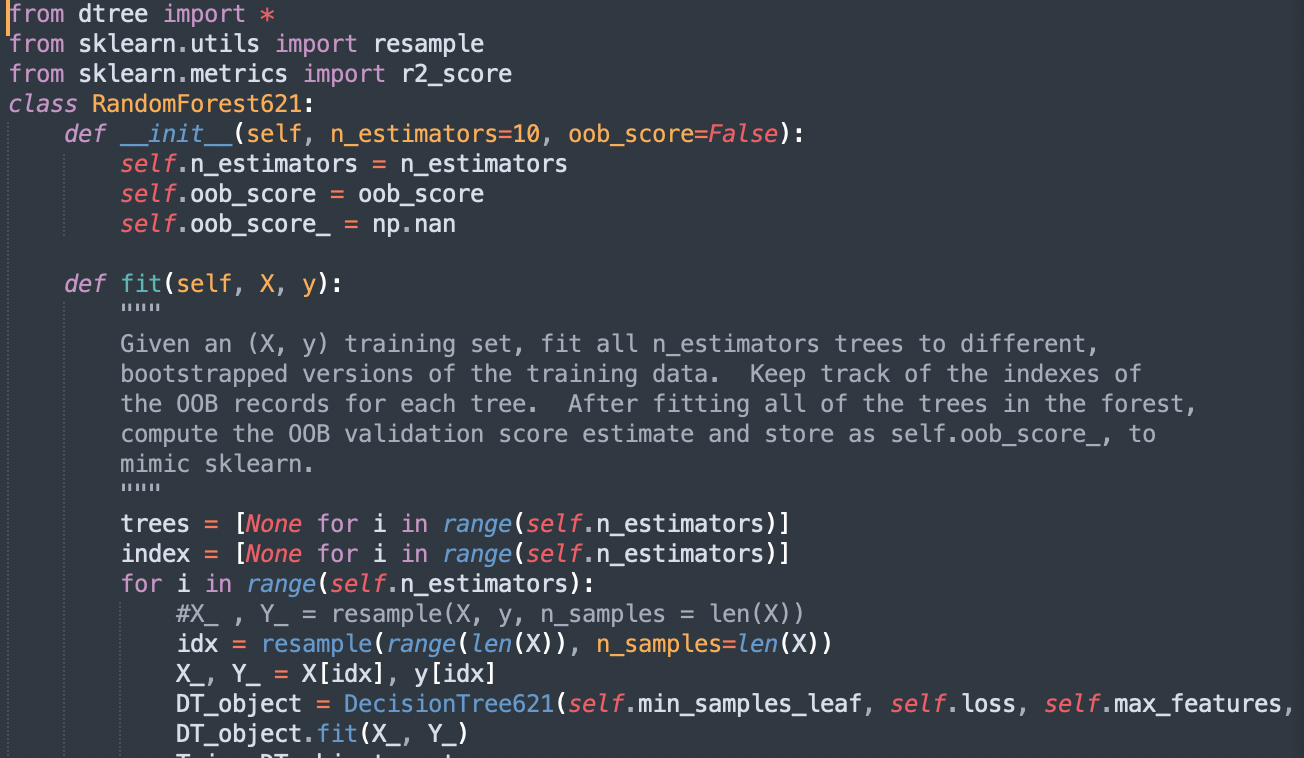 from dtree import *
from sklearn.utils import resample
from sklearn.metrics import r2_score
class RandomForest621:
    def __init__(self, n_estimators=10, oob_score=False):
        self.n_estimators = n_estimators
        self.oob_score = oob_score
        self.oob_score_ = np.nan

    def fit(self, X, y):
        """
        Given an (X, y) training set, fit all n_estimators trees to different,
        bootstrapped versions of the training data.  Keep track of the indexes of
        the OOB records for each tree.  After fitting all of the trees in the forest,
        compute the OOB validation score estimate and store as self.oob_score_, to
        mimic sklearn.
        """
        trees = [None for i in range(self.n_estimators)]
        index = [None for i in range(self.n_estimators)]
        for i in range(self.n_estimators):
            #X_ , Y_ = resample(X, y, n_samples = len(X))
            idx = resample(range(len(X)), n_samples=len(X))
            X_, Y_ = X[idx], y[idx]
            DT_object = DecisionTree621(self.min_samples_leaf, self.loss, self.max_features,
            DT_object.fit(X_, Y_)